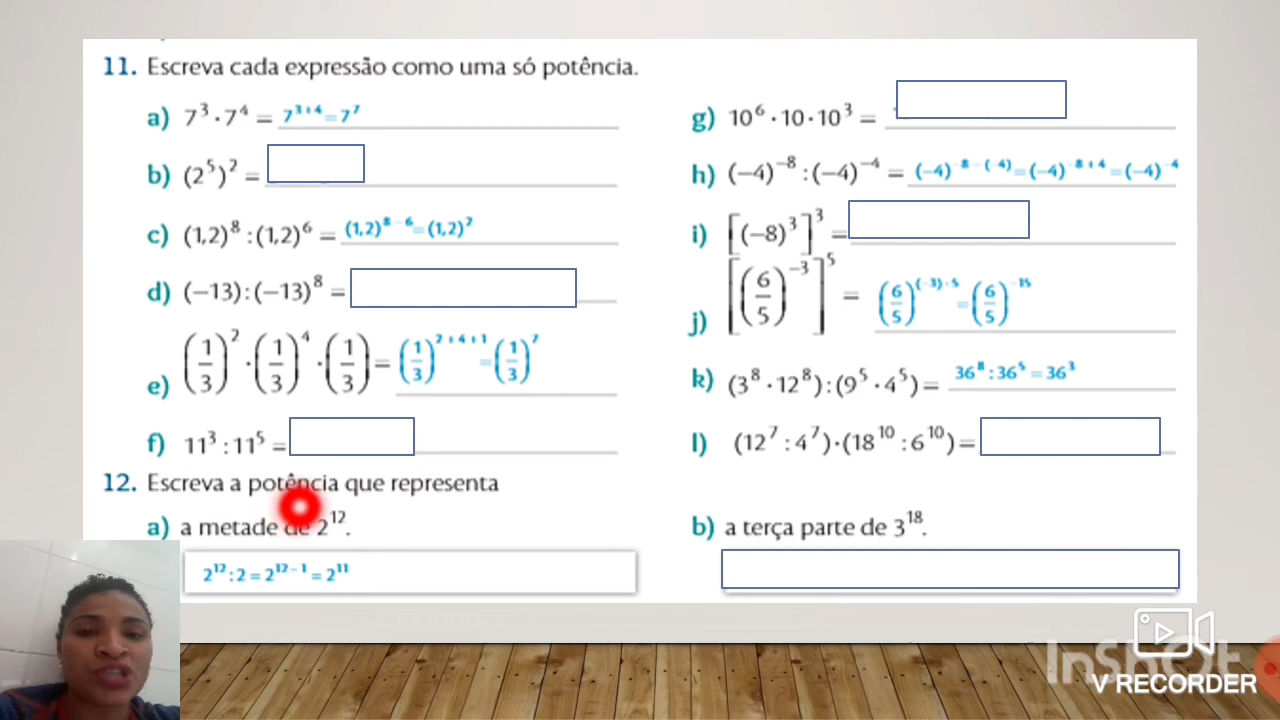 11. Escreva cada expressão como uma só potência.
a) 7³ · 7⁴ = 7³⁺⁴ = 7⁷
b) (2⁵)² =
c) (1,2)⁸ : (1,2)⁶ = (1,2)⁸⁻⁶ = (1,2)²
d) (−13) : (−13)⁸ =
e) (1/3)² · (1/3)⁴ · (1/3) = (1/3)²⁺⁴⁺¹ = (1/3)⁷
f) 11³ : 11⁵ =
g) 10⁶ · 10 · 10³ =
h) (−4)⁻⁸ : (−4)⁻⁴ = (−4)⁻⁸⁻⁽⁻⁴⁾ = (−4)⁻⁸⁺⁴ = (−4)⁻⁴
i) [(−8)³]³ =
j) [(6/5)⁻³]⁵ = (6/5)⁽⁻³⁾·⁵ = (6/5)⁻¹⁵
k) (3⁸ · 12⁸) : (9⁵ · 4⁵) = 36⁸ : 36⁵ = 36³
l) (12⁷ : 4⁷) · (18¹⁰ : 6¹⁰) =
12. Escreva a potência que representa
a) a metade de 2¹².
2¹² : 2 = 2¹²⁻¹ = 2¹¹
b) a terça parte de 3¹⁸.
InShOt
V RECORDER